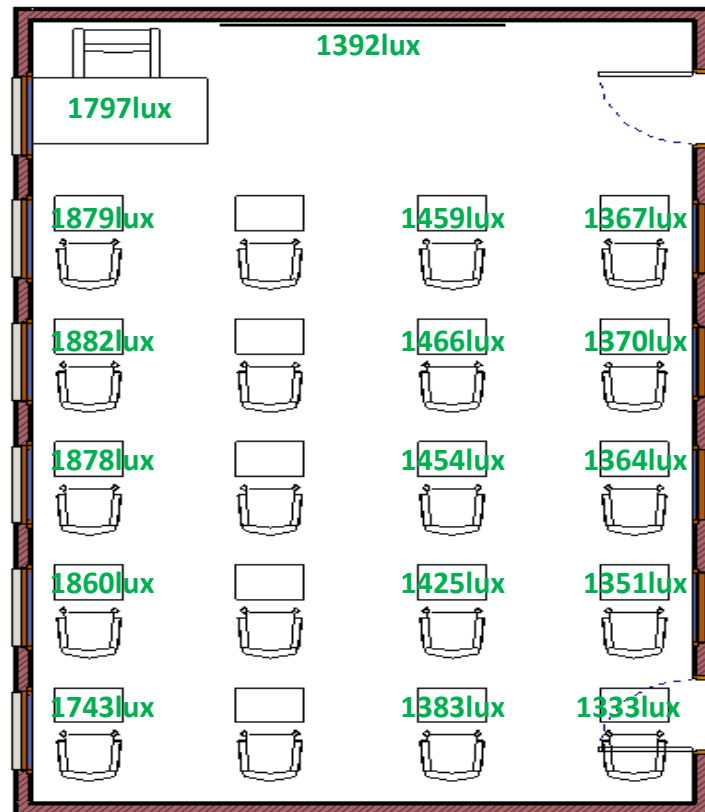 1392lux
1797lux
1879lux 1459lux 1367lux
1882lux 1466lux 1370lux
1878lux 1454lux 1364lux
1860lux 1425lux 1351lux
1743lux 1383lux 1333lux